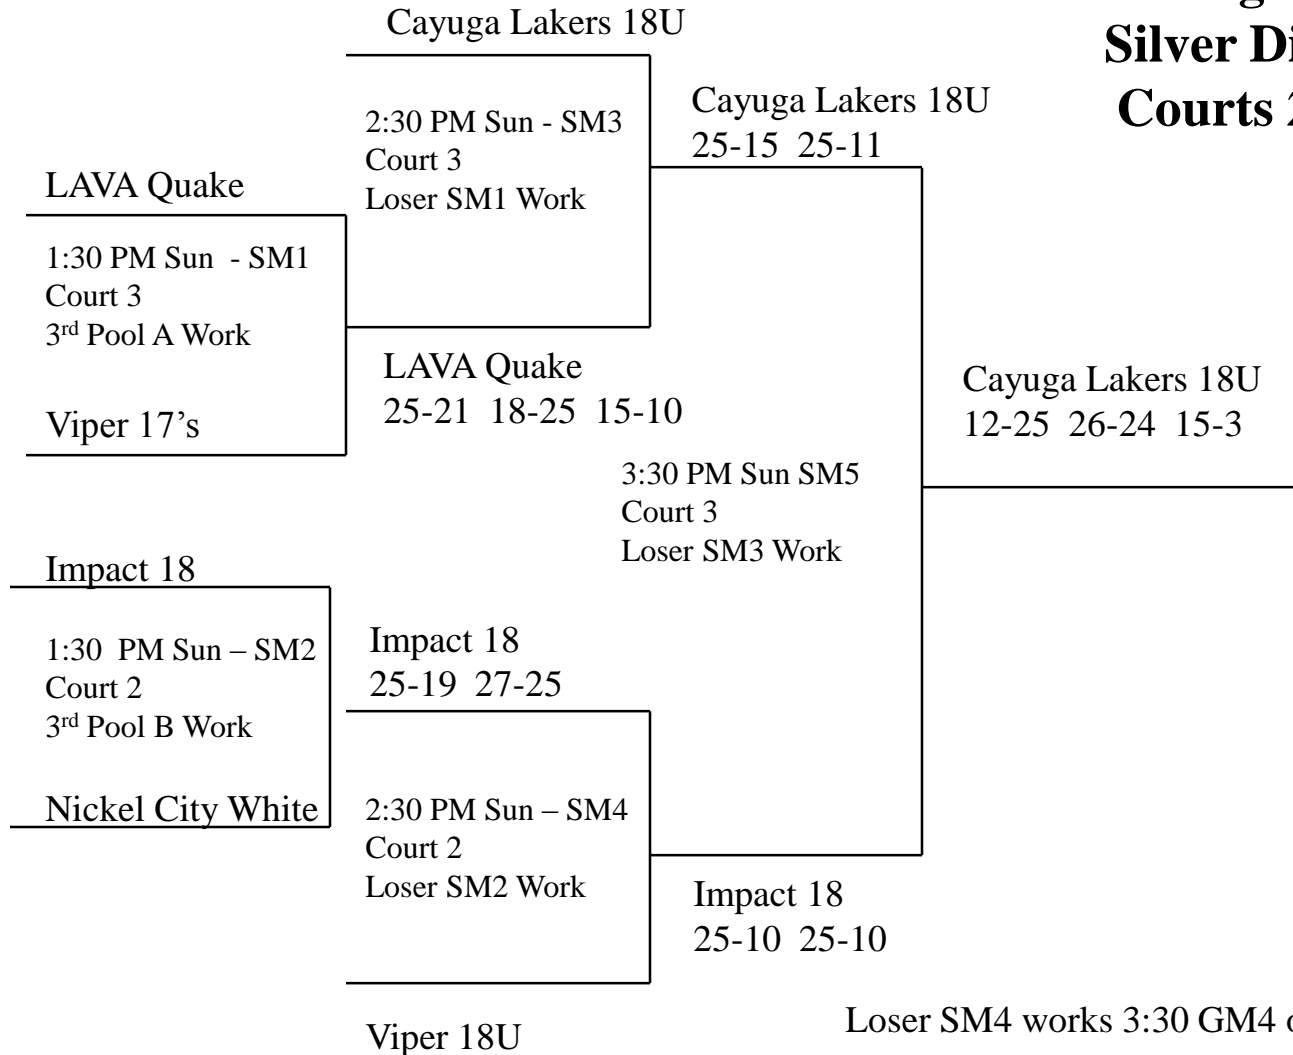 Cayuga Lakers 18U
Silver
Courts
2:30 PM Sun - SM3
Court 3
Loser SM1 Work
Cayuga Lakers 18U
25-15 25-11
LAVA Quake
1:30 PM Sun - SM1
Court 3
3rd Pool A Work
LAVA Quake
25-21 18-25 15-10
Viper 17’s
Cayuga Lakers 18U
12-25 26-24 15-3
3:30 PM Sun SM5
Court 3
Loser SM3 Work
Impact 18
1:30 PM Sun – SM2
Court 2
3rd Pool B Work
Impact 18
25-19 27-25
Nickel City White
2:30 PM Sun – SM4
Court 2
Loser SM2 Work
Impact 18
25-10 25-10
Viper 18U
Loser SM4 works 3:30 GM4